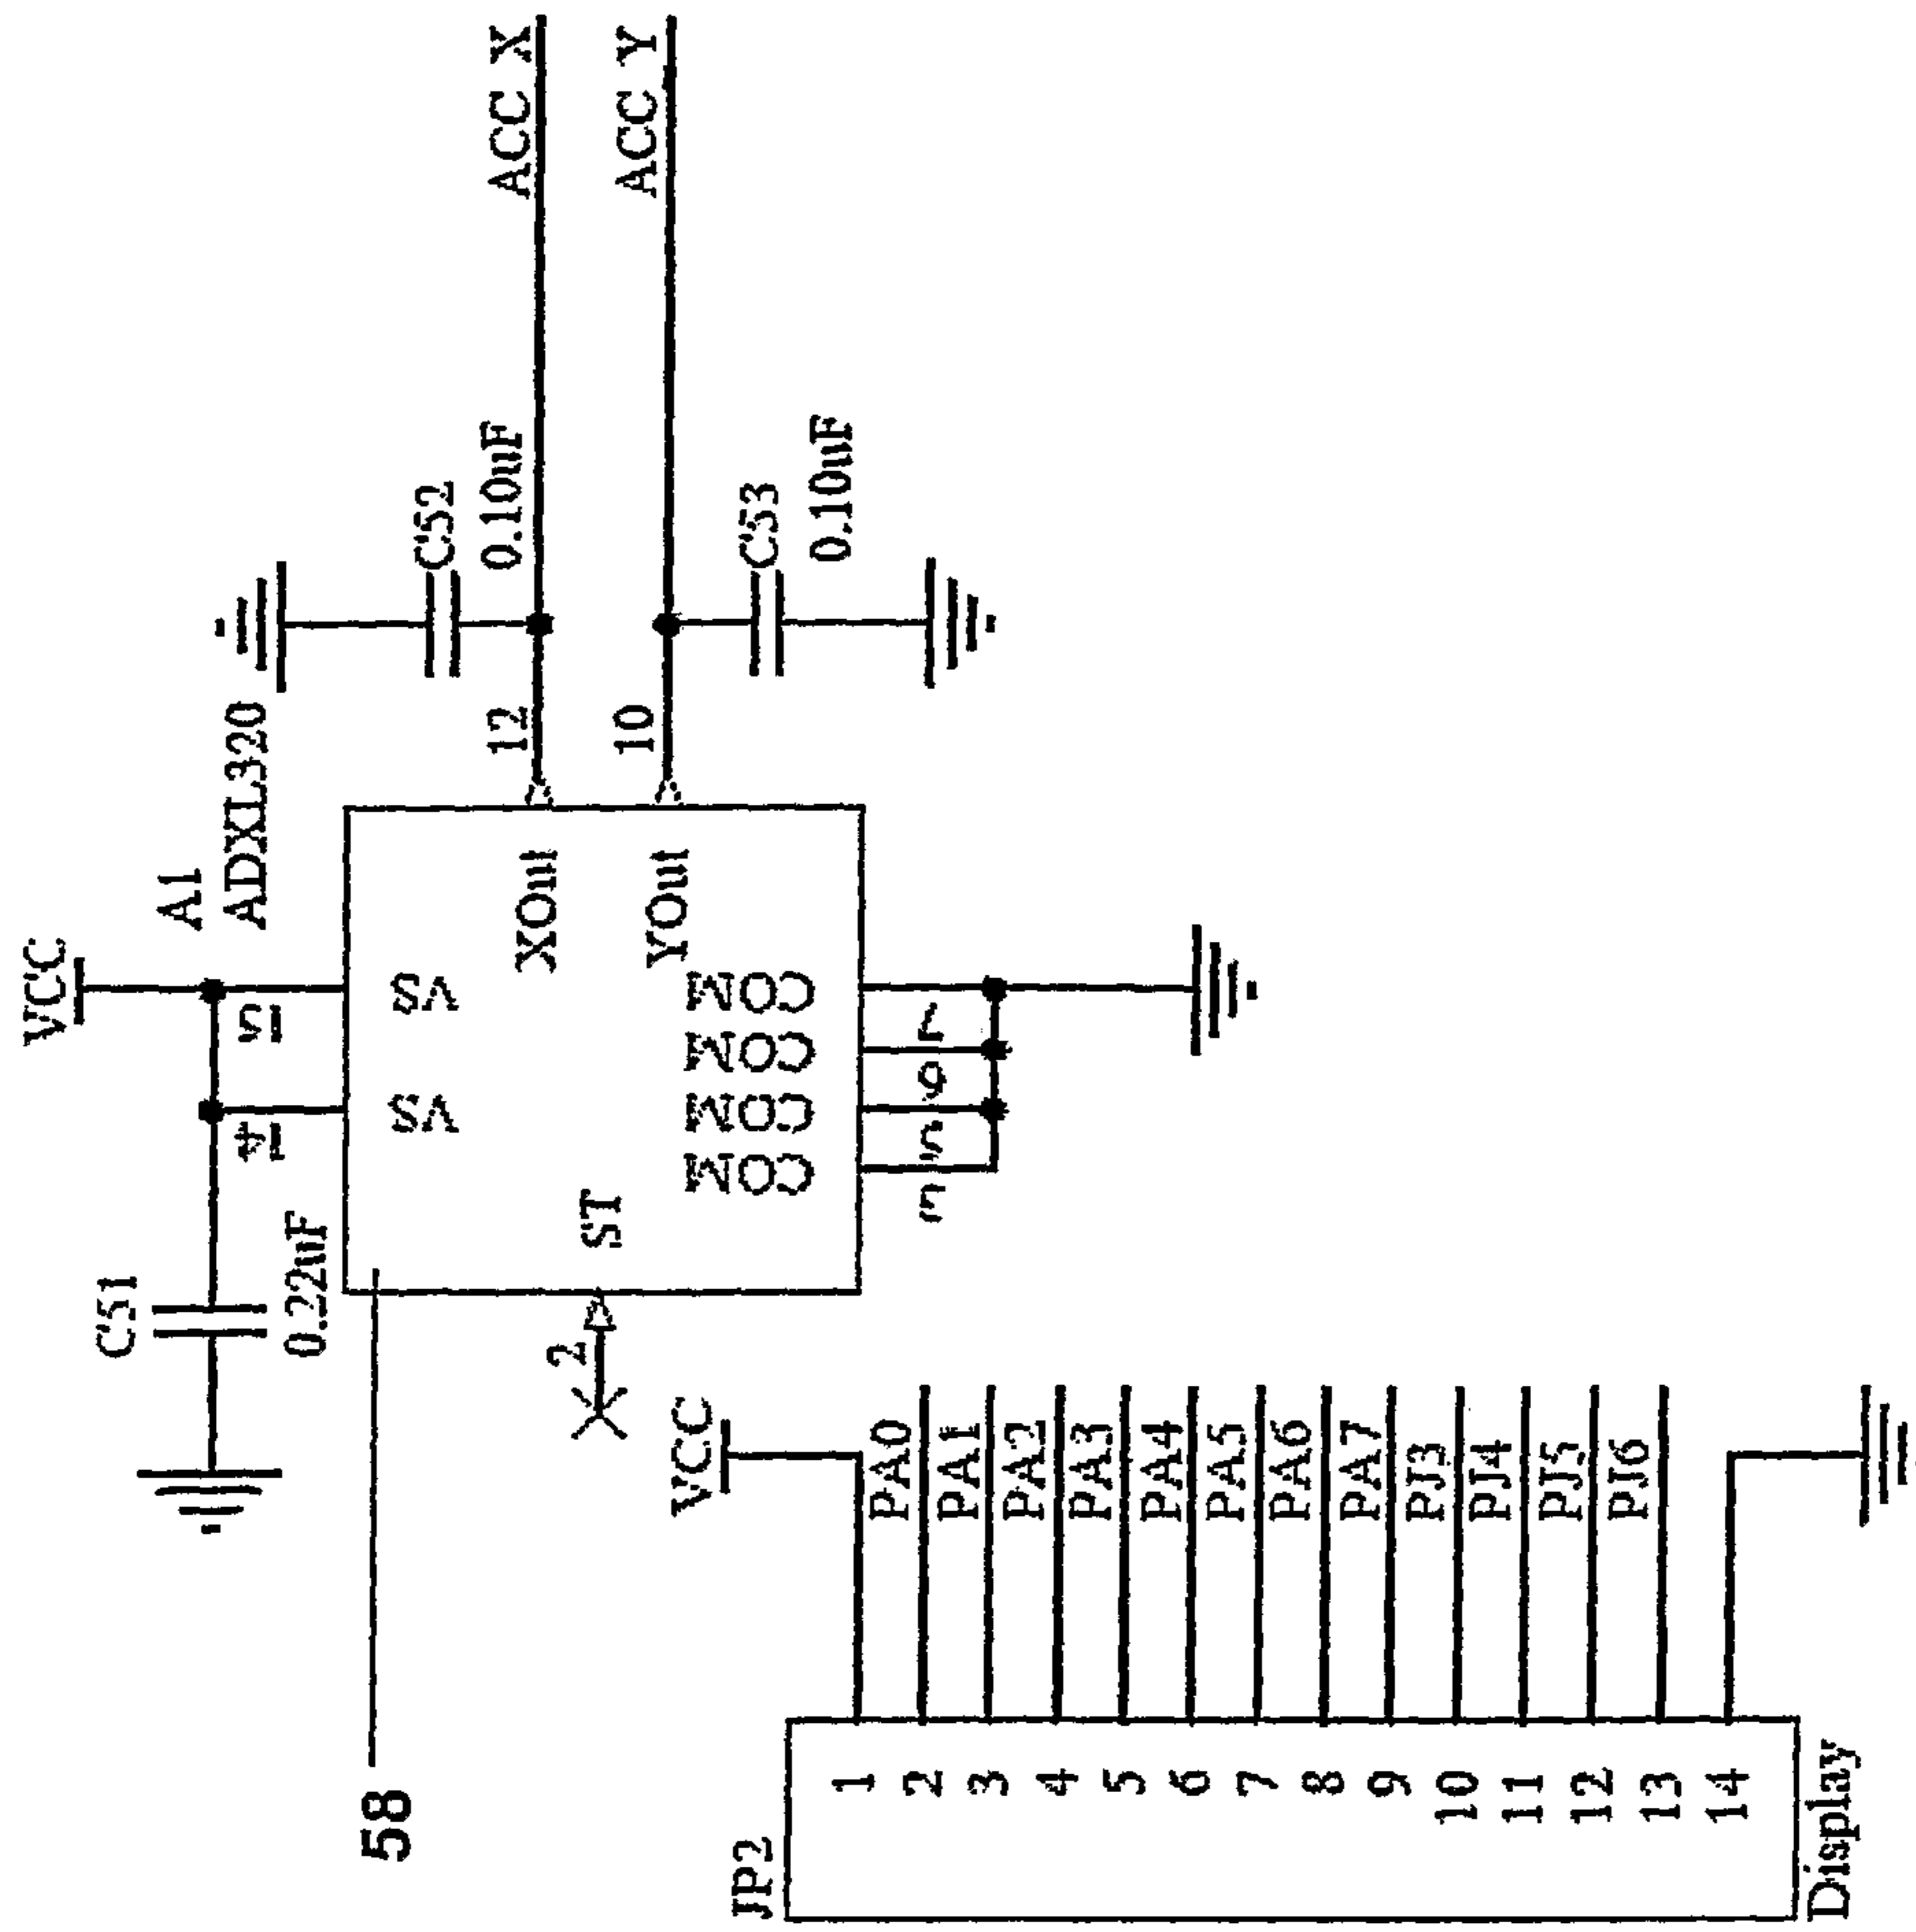 VCC
A1
ADXL320
C51
0.22uF
14
15
VS
VS
XOut
YOut
ST
COM
COM
COM
COM
2
12
10
5
6
7
C52
0.10uF
C53
0.10uF
ACC X
ACC Y
58
VCC
JP2
1
2 PA0
3 PA1
4 PA2
5 PA3
6 PA4
7 PA5
8 PA6
9 PA7
10 PJ3
11 PJ4
12 PJ5
13 PJ6
14
Display